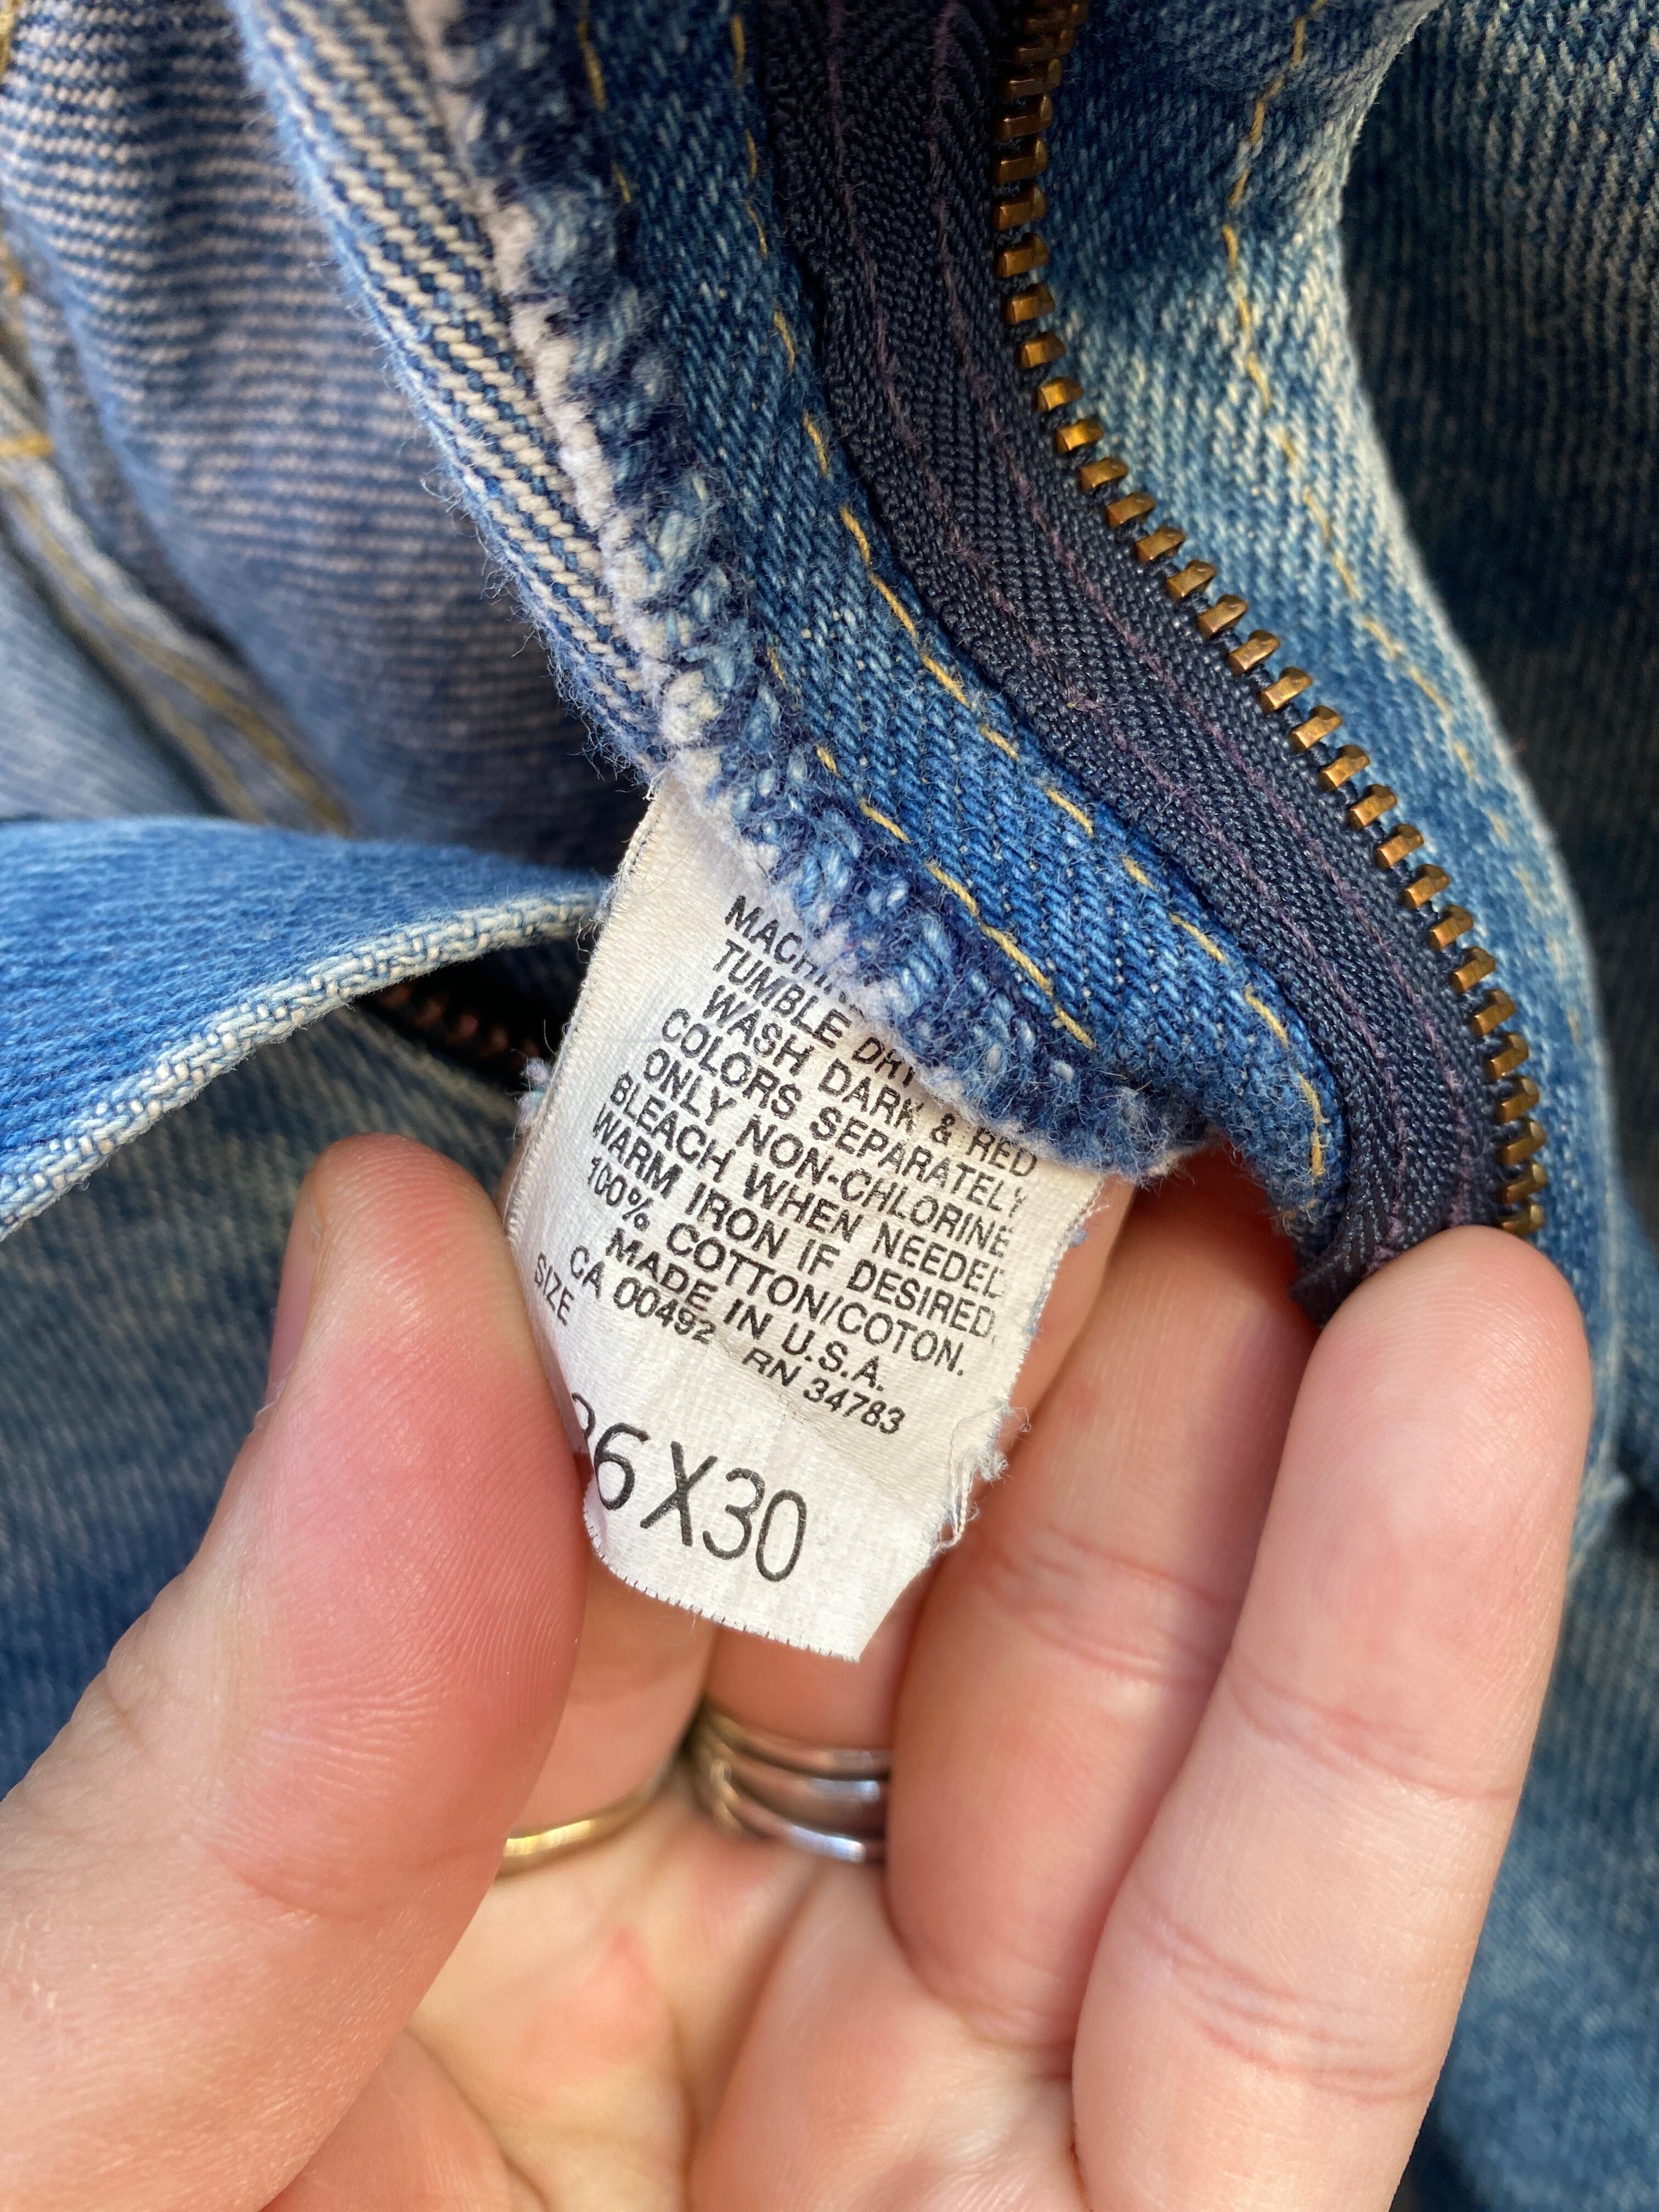 TUMBLE DRY
WASH DARK & RED
COLORS SEPARATELY
ONLY NON-CHLORINE
BLEACH WHEN NEEDED
WARM IRON IF DESIRED.
100% COTTON/COTON.
MADE IN U.S.A.
CA 00492 RN 34783
SIZE
6X30